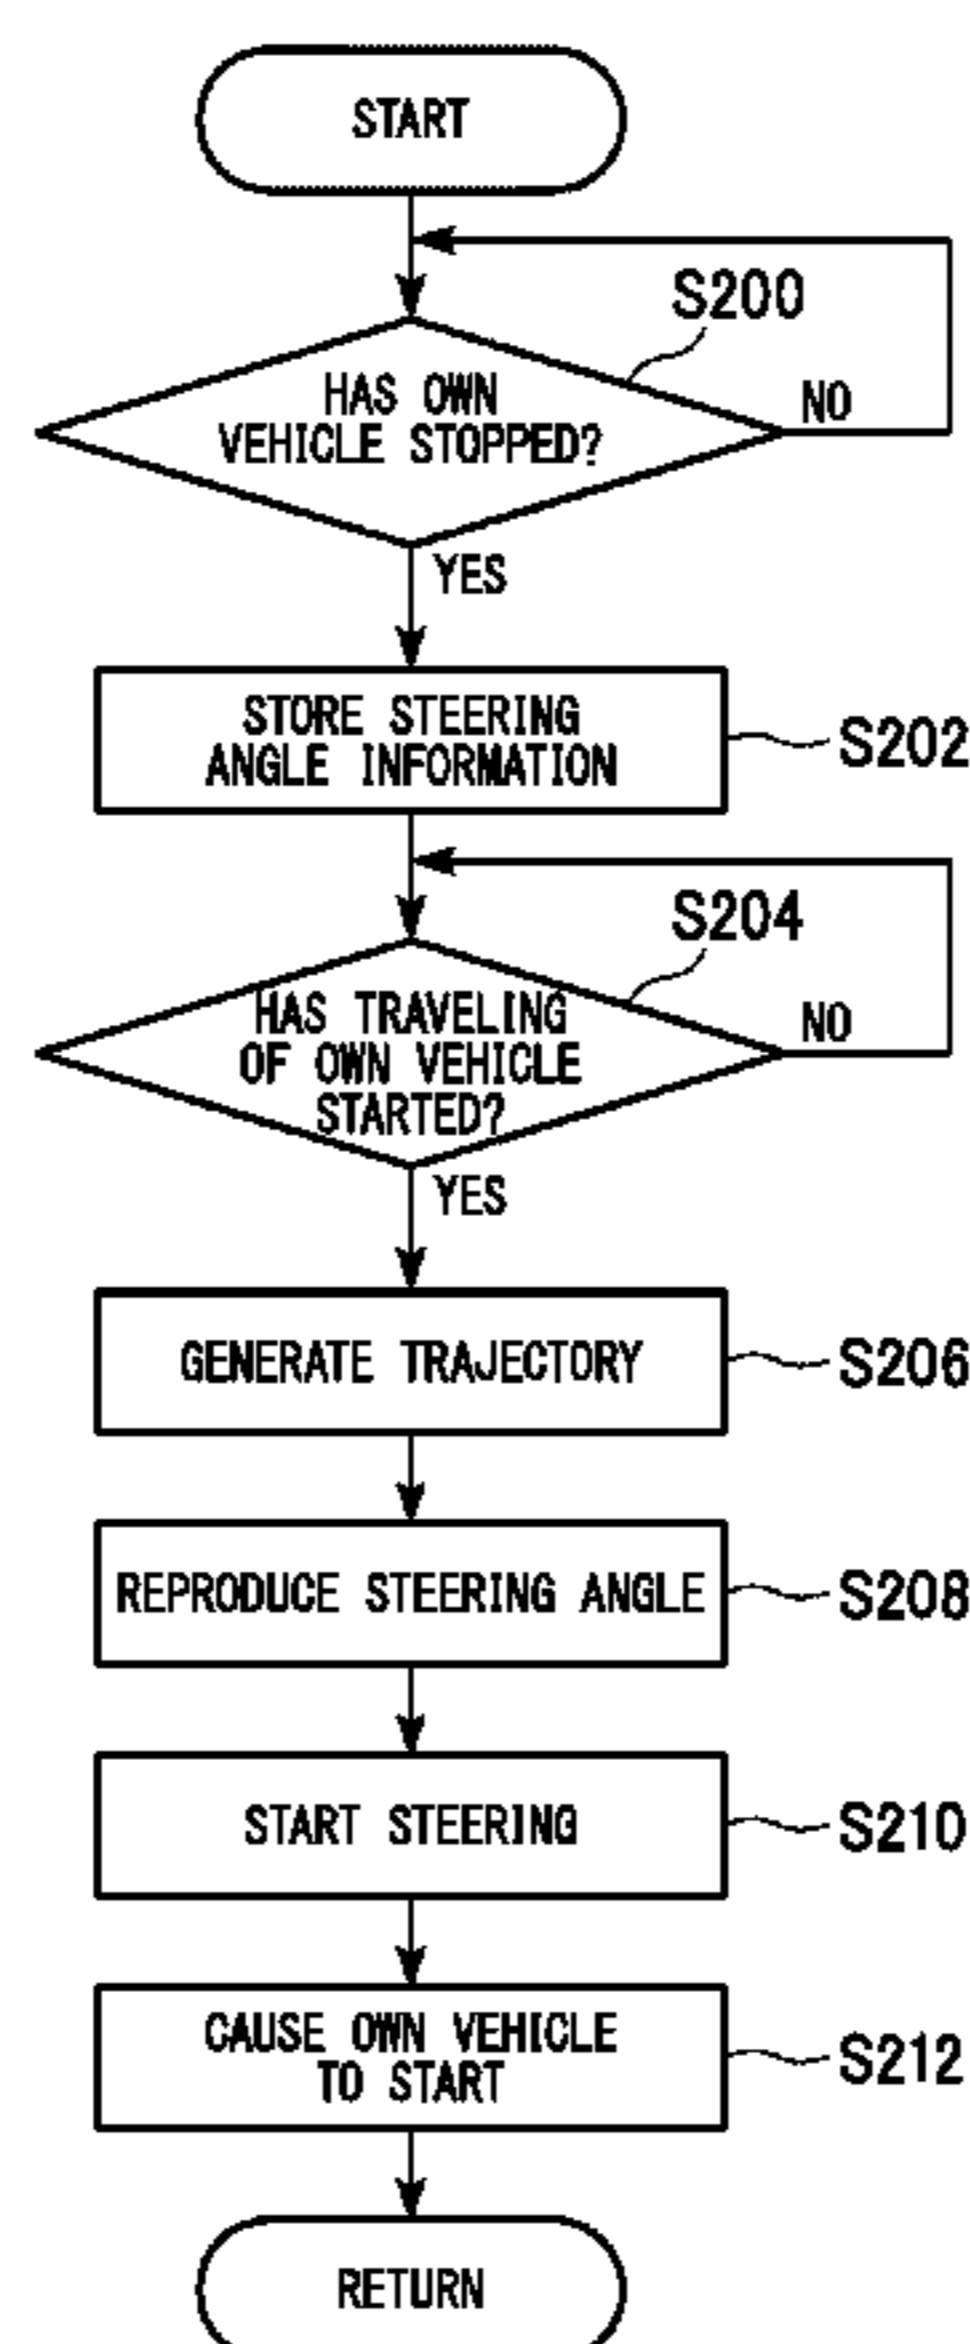 START
S200
HAS OWN
VEHICLE STOPPED?
NO
YES
STORE STEERING
ANGLE INFORMATION
S202
S204
HAS TRAVELING
OF OWN VEHICLE
STARTED?
NO
YES
GENERATE TRAJECTORY
S206
REPRODUCE STEERING ANGLE
S208
START STEERING
S210
CAUSE OWN VEHICLE
TO START
S212
RETURN